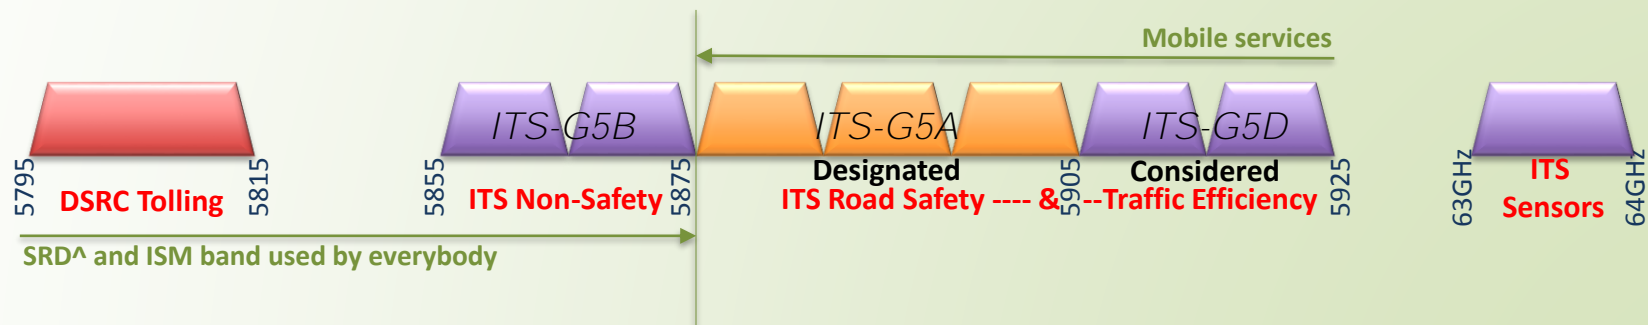 Mobile services
ITS-G5B
ITS-G5A
ITS-G5D
Designated
Considered
5795
5815
5855
5875
5905
5925
63GHz
64GHz
DSRC Tolling
ITS Non-Safety
ITS Road Safety ---- & --Traffic Efficiency
ITS
Sensors
SRD^ and ISM band used by everybody